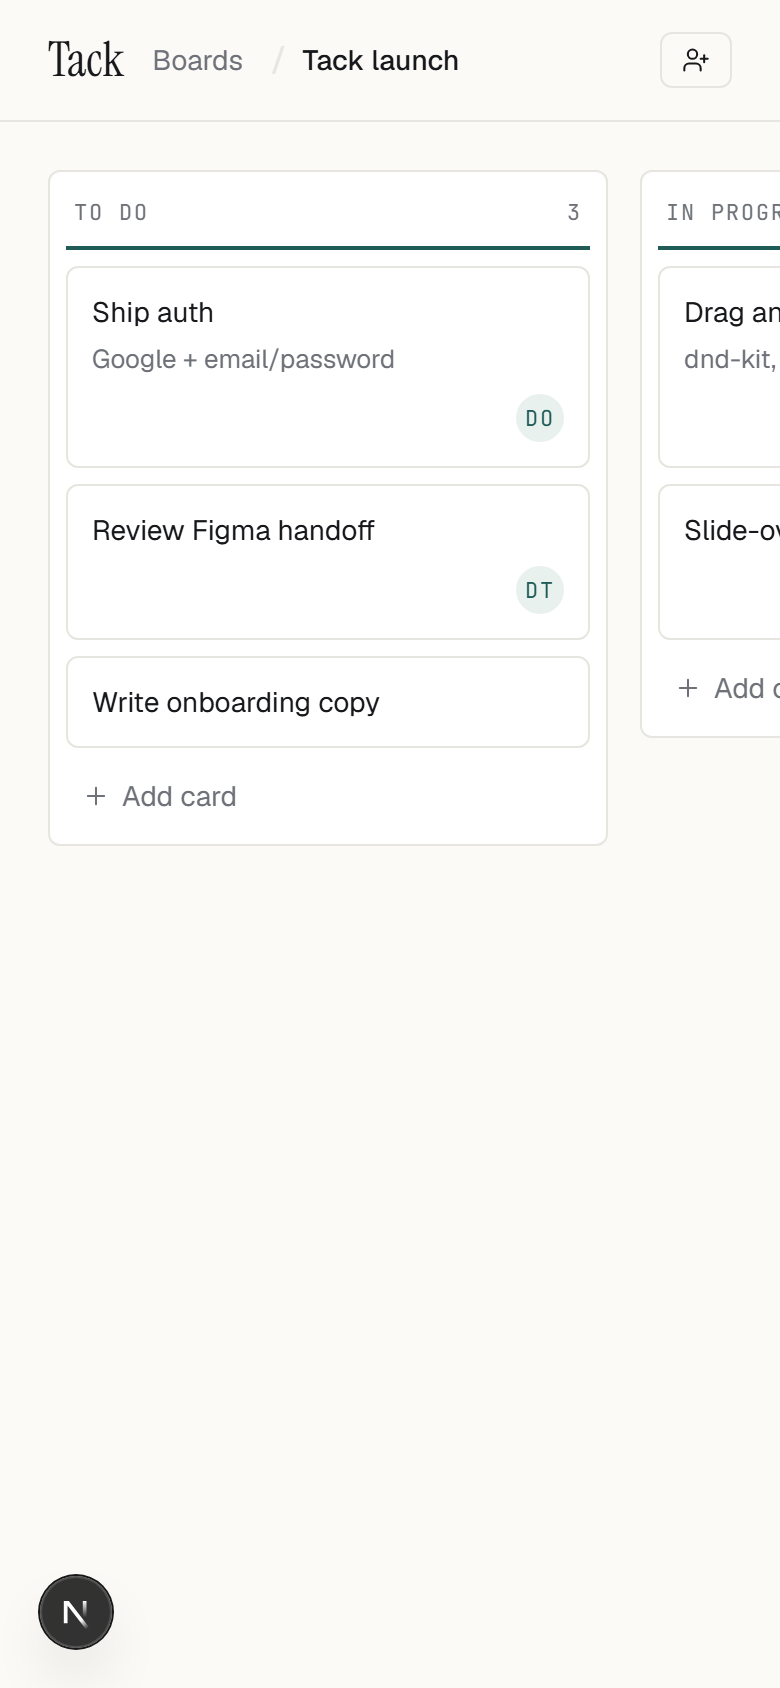 Tack Boards / Tack launch
TO DO 3
Ship auth
Google + email/password
DO
Review Figma handoff
DT
Write onboarding copy
+ Add card
IN PROGR
Drag an
dnd-kit,
Slide-ov
+ Add c
N